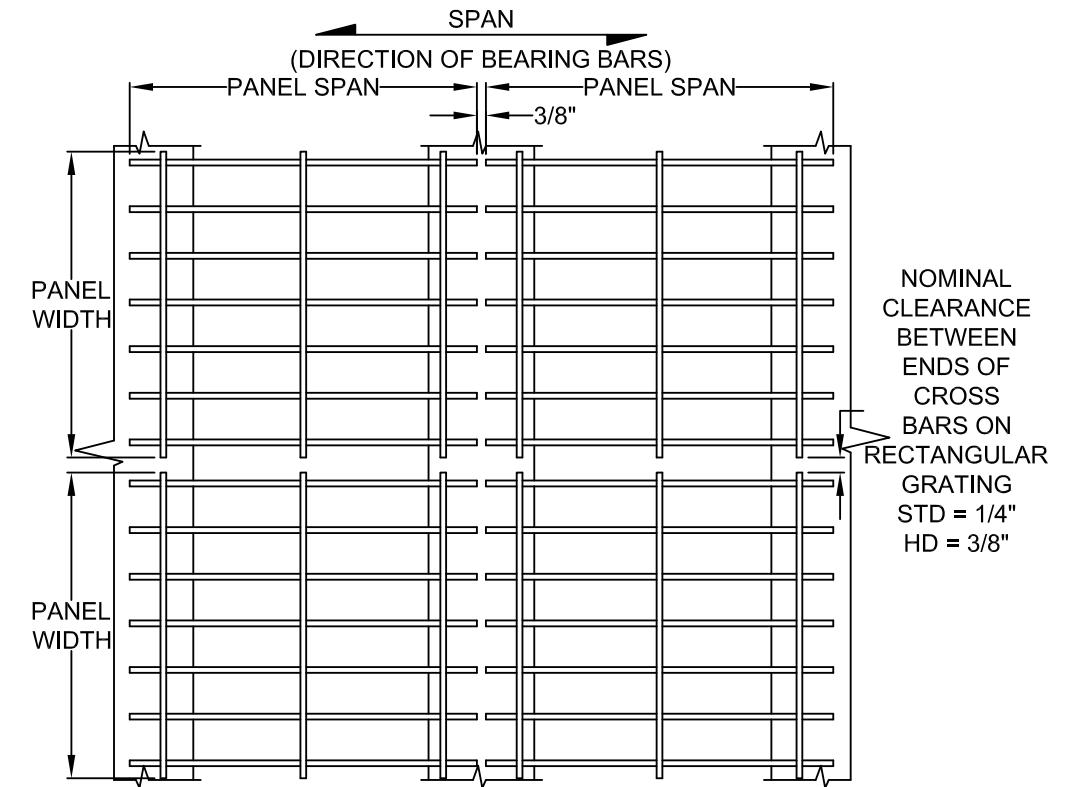 SPAN
(DIRECTION OF BEARING BARS)
PANEL SPAN
PANEL SPAN
3/8"
PANEL
WIDTH
NOMINAL
CLEARANCE
BETWEEN
ENDS OF
CROSS
BARS ON
RECTANGULAR
GRATING
STD = 1/4"
HD = 3/8"
PANEL
WIDTH